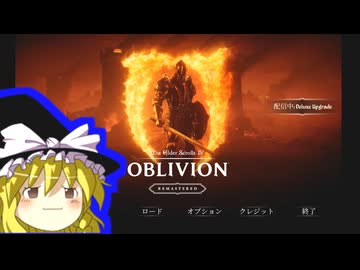 配信中: Deluxe Upgrade
The Elder Scrolls IV
OBLIVION
REMASTERED
ロード オプション クレジット 終了